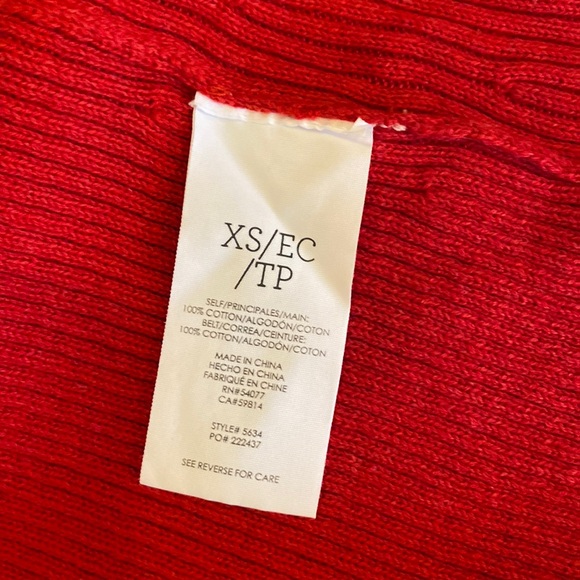 XS/EC
/TP
SELF/PRINCIPALES/MAIN:
100% COTTON/ALGODÓN/COTON
BELT/CORREA/CEINTURE:
100% COTTON/ALGODÓN/COTON
MADE IN CHINA
HECHO EN CHINA
FABRIQUÉ EN CHINE
RN#54077
CA#59814
STYLE# 5634
PO# 222437
SEE REVERSE FOR CARE